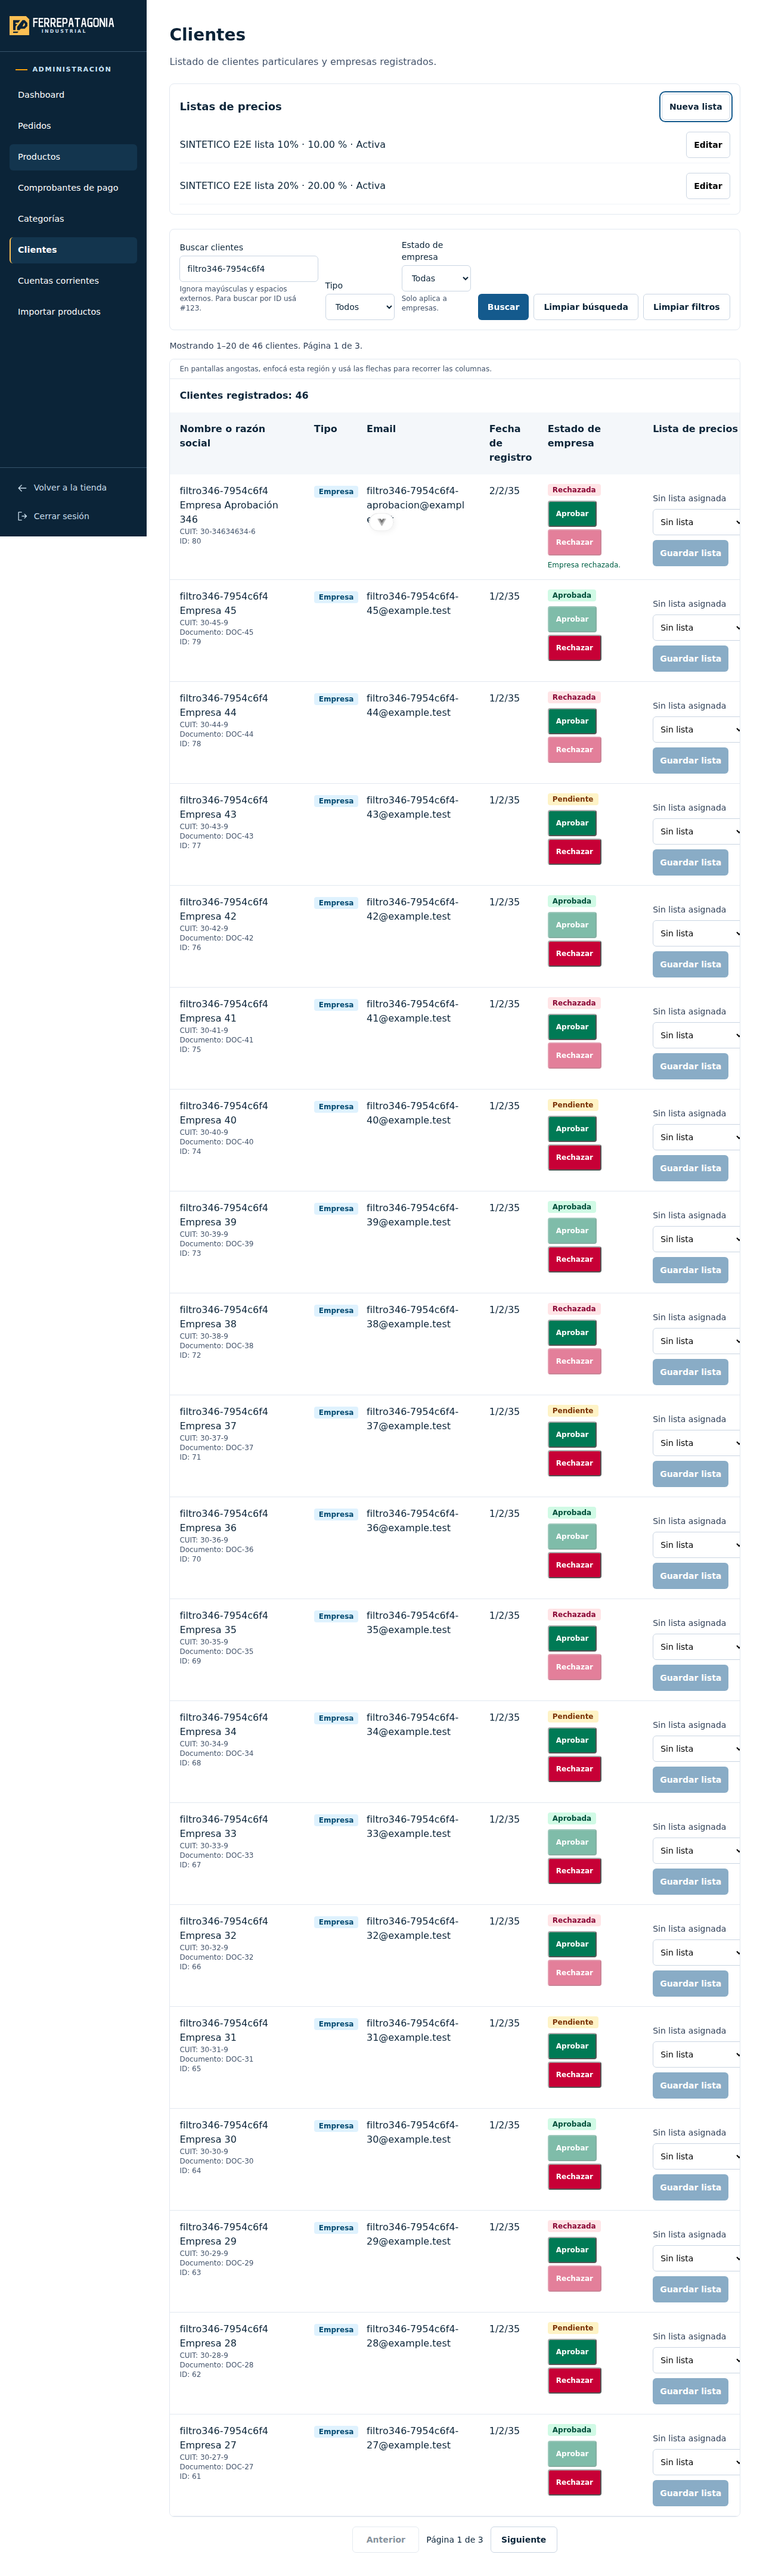 FERREPATAGONIA
INDUSTRIAL
ADMINISTRACIÓN
Dashboard
Pedidos
Productos
Comprobantes de pago
Categorías
Clientes
Cuentas corrientes
Importar productos
Volver a la tienda
Cerrar sesión
Clientes
Listado de clientes particulares y empresas registrados.
Listas de precios
Nueva lista
SINTETICO E2E lista 10% · 10.00 % · Activa
Editar
SINTETICO E2E lista 20% · 20.00 % · Activa
Editar
Buscar clientes
filtro346-7954c6f4
Ignora mayúsculas y espacios
externos. Para buscar por ID usá
#123.
Tipo
Todos
Estado de
empresa
Todas
Solo aplica a
empresas.
Buscar
Limpiar búsqueda
Limpiar filtros
Mostrando 1–20 de 46 clientes. Página 1 de 3.
En pantallas angostas, enfocá esta región y usá las flechas para recorrer las columnas.
Clientes registrados: 46
Nombre o razón
social
Tipo
Email
Fecha
de
registro
Estado de
empresa
Lista de precios
filtro346-7954c6f4
Empresa Aprobación
346
CUIT: 30-34634634-6
ID: 80
Empresa
filtro346-7954c6f4-
aprobacion@exampl
2/2/35
Rechazada
Aprobar
Rechazar
Empresa rechazada.
Sin lista asignada
Sin lista
Guardar lista
filtro346-7954c6f4
Empresa 45
CUIT: 30-45-9
Documento: DOC-45
ID: 79
Empresa
filtro346-7954c6f4-
45@example.test
1/2/35
Aprobada
Aprobar
Rechazar
Sin lista asignada
Sin lista
Guardar lista
filtro346-7954c6f4
Empresa 44
CUIT: 30-44-9
Documento: DOC-44
ID: 78
Empresa
filtro346-7954c6f4-
44@example.test
1/2/35
Rechazada
Aprobar
Rechazar
Sin lista asignada
Sin lista
Guardar lista
filtro346-7954c6f4
Empresa 43
CUIT: 30-43-9
Documento: DOC-43
ID: 77
Empresa
filtro346-7954c6f4-
43@example.test
1/2/35
Pendiente
Aprobar
Rechazar
Sin lista asignada
Sin lista
Guardar lista
filtro346-7954c6f4
Empresa 42
CUIT: 30-42-9
Documento: DOC-42
ID: 76
Empresa
filtro346-7954c6f4-
42@example.test
1/2/35
Aprobada
Aprobar
Rechazar
Sin lista asignada
Sin lista
Guardar lista
filtro346-7954c6f4
Empresa 41
CUIT: 30-41-9
Documento: DOC-41
ID: 75
Empresa
filtro346-7954c6f4-
41@example.test
1/2/35
Rechazada
Aprobar
Rechazar
Sin lista asignada
Sin lista
Guardar lista
filtro346-7954c6f4
Empresa 40
CUIT: 30-40-9
Documento: DOC-40
ID: 74
Empresa
filtro346-7954c6f4-
40@example.test
1/2/35
Pendiente
Aprobar
Rechazar
Sin lista asignada
Sin lista
Guardar lista
filtro346-7954c6f4
Empresa 39
CUIT: 30-39-9
Documento: DOC-39
ID: 73
Empresa
filtro346-7954c6f4-
39@example.test
1/2/35
Aprobada
Aprobar
Rechazar
Sin lista asignada
Sin lista
Guardar lista
filtro346-7954c6f4
Empresa 38
CUIT: 30-38-9
Documento: DOC-38
ID: 72
Empresa
filtro346-7954c6f4-
38@example.test
1/2/35
Rechazada
Aprobar
Rechazar
Sin lista asignada
Sin lista
Guardar lista
filtro346-7954c6f4
Empresa 37
CUIT: 30-37-9
Documento: DOC-37
ID: 71
Empresa
filtro346-7954c6f4-
37@example.test
1/2/35
Pendiente
Aprobar
Rechazar
Sin lista asignada
Sin lista
Guardar lista
filtro346-7954c6f4
Empresa 36
CUIT: 30-36-9
Documento: DOC-36
ID: 70
Empresa
filtro346-7954c6f4-
36@example.test
1/2/35
Aprobada
Aprobar
Rechazar
Sin lista asignada
Sin lista
Guardar lista
filtro346-7954c6f4
Empresa 35
CUIT: 30-35-9
Documento: DOC-35
ID: 69
Empresa
filtro346-7954c6f4-
35@example.test
1/2/35
Rechazada
Aprobar
Rechazar
Sin lista asignada
Sin lista
Guardar lista
filtro346-7954c6f4
Empresa 34
CUIT: 30-34-9
Documento: DOC-34
ID: 68
Empresa
filtro346-7954c6f4-
34@example.test
1/2/35
Pendiente
Aprobar
Rechazar
Sin lista asignada
Sin lista
Guardar lista
filtro346-7954c6f4
Empresa 33
CUIT: 30-33-9
Documento: DOC-33
ID: 67
Empresa
filtro346-7954c6f4-
33@example.test
1/2/35
Aprobada
Aprobar
Rechazar
Sin lista asignada
Sin lista
Guardar lista
filtro346-7954c6f4
Empresa 32
CUIT: 30-32-9
Documento: DOC-32
ID: 66
Empresa
filtro346-7954c6f4-
32@example.test
1/2/35
Rechazada
Aprobar
Rechazar
Sin lista asignada
Sin lista
Guardar lista
filtro346-7954c6f4
Empresa 31
CUIT: 30-31-9
Documento: DOC-31
ID: 65
Empresa
filtro346-7954c6f4-
31@example.test
1/2/35
Pendiente
Aprobar
Rechazar
Sin lista asignada
Sin lista
Guardar lista
filtro346-7954c6f4
Empresa 30
CUIT: 30-30-9
Documento: DOC-30
ID: 64
Empresa
filtro346-7954c6f4-
30@example.test
1/2/35
Aprobada
Aprobar
Rechazar
Sin lista asignada
Sin lista
Guardar lista
filtro346-7954c6f4
Empresa 29
CUIT: 30-29-9
Documento: DOC-29
ID: 63
Empresa
filtro346-7954c6f4-
29@example.test
1/2/35
Rechazada
Aprobar
Rechazar
Sin lista asignada
Sin lista
Guardar lista
filtro346-7954c6f4
Empresa 28
CUIT: 30-28-9
Documento: DOC-28
ID: 62
Empresa
filtro346-7954c6f4-
28@example.test
1/2/35
Pendiente
Aprobar
Rechazar
Sin lista asignada
Sin lista
Guardar lista
filtro346-7954c6f4
Empresa 27
CUIT: 30-27-9
Documento: DOC-27
ID: 61
Empresa
filtro346-7954c6f4-
27@example.test
1/2/35
Aprobada
Aprobar
Rechazar
Sin lista asignada
Sin lista
Guardar lista
Anterior
Página 1 de 3
Siguiente